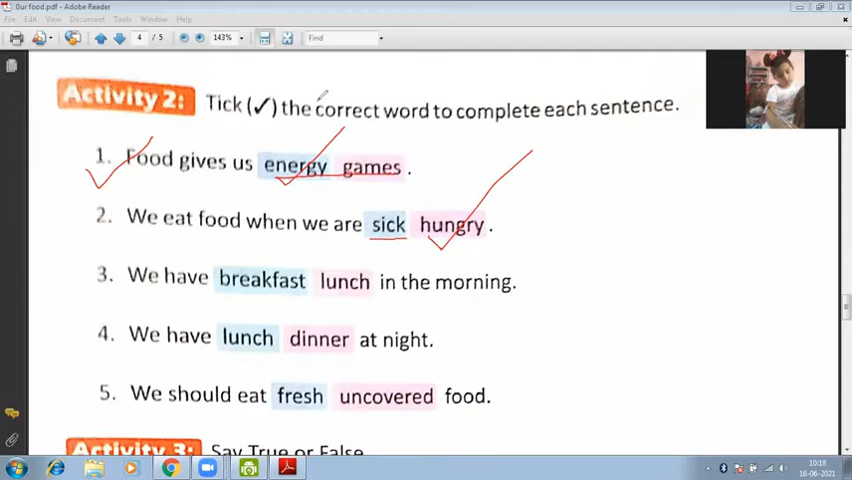 Our food.pdf - Adobe Reader
File Edit View Document Tools Window Help
4 / 5 143% Find
Activity 2: Tick (✓) the correct word to complete each sentence.
1. Food gives us energy games .
2. We eat food when we are sick hungry .
3. We have breakfast lunch in the morning.
4. We have lunch dinner at night.
5. We should eat fresh uncovered food.
Activity 3: Say True or False
10:18
16-06-2021